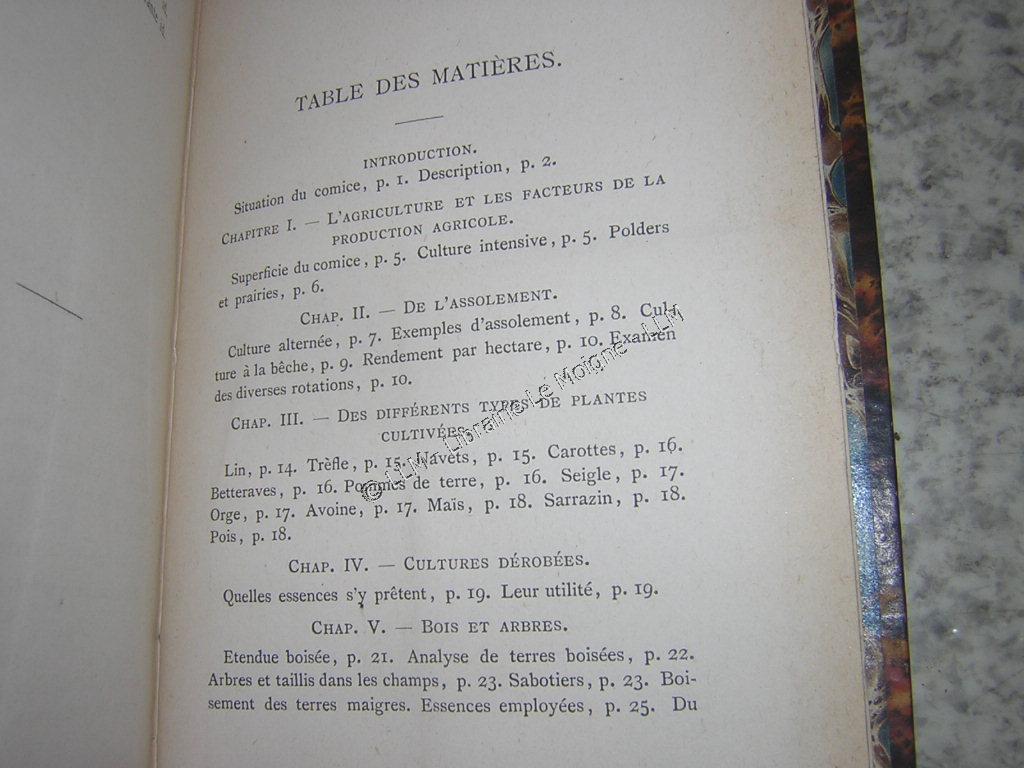 TABLE DES MATIÈRES.
INTRODUCTION.
Situation du comice, p. 1. Description, p. 2.
CHAPITRE I. — L'AGRICULTURE ET LES FACTEURS DE LA
PRODUCTION AGRICOLE.
Superficie du comice, p. 5. Culture intensive, p. 5. Polders
et prairies, p. 6.
CHAP. II. — DE L'ASSOLEMENT.
Culture alternée, p. 7. Exemples d'assolement, p. 8. Cul-
ture à la bêche, p. 9. Rendement par hectare, p. 10. Examen
des diverses rotations, p. 10.
CHAP. III. — DES DIFFÉRENTS TYPES DE PLANTES
CULTIVÉES.
Lin, p. 14. Trèfle, p. 15. Navets, p. 15. Carottes, p. 16.
Betteraves, p. 16. Pommes de terre, p. 16. Seigle, p. 17.
Orge, p. 17. Avoine, p. 17. Maïs, p. 18. Sarrazin, p. 18.
Pois, p. 18.
CHAP. IV. — CULTURES DÉROBÉES.
Quelles essences s'y prêtent, p. 19. Leur utilité, p. 19.
CHAP. V. — BOIS ET ARBRES.
Etendue boisée, p. 21. Analyse de terres boisées, p. 22.
Arbres et taillis dans les champs, p. 23. Sabotiers, p. 23. Boi-
sement des terres maigres. Essences employées, p. 25. Du
© LLM - Librairie Le Moigne - LLM